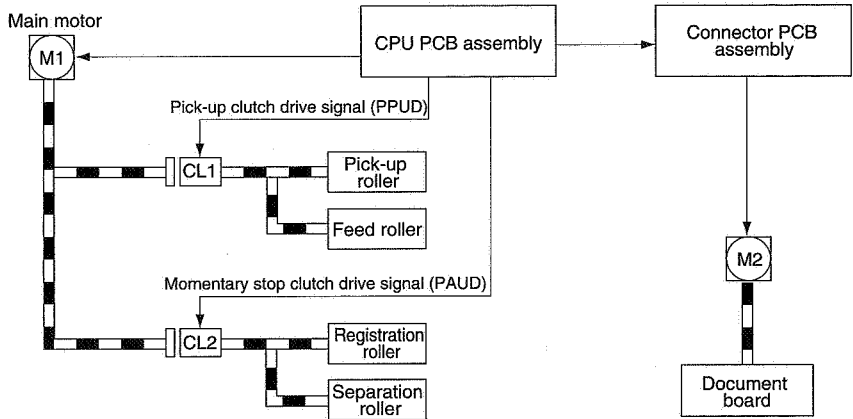 Main motor
M1
CPU PCB assembly
Connector PCB
assembly
Pick-up clutch drive signal (PPUD)
CL1
Pick-up
roller
Feed roller
M2
Momentary stop clutch drive signal (PAUD)
CL2
Registration
roller
Separation
roller
Document
board